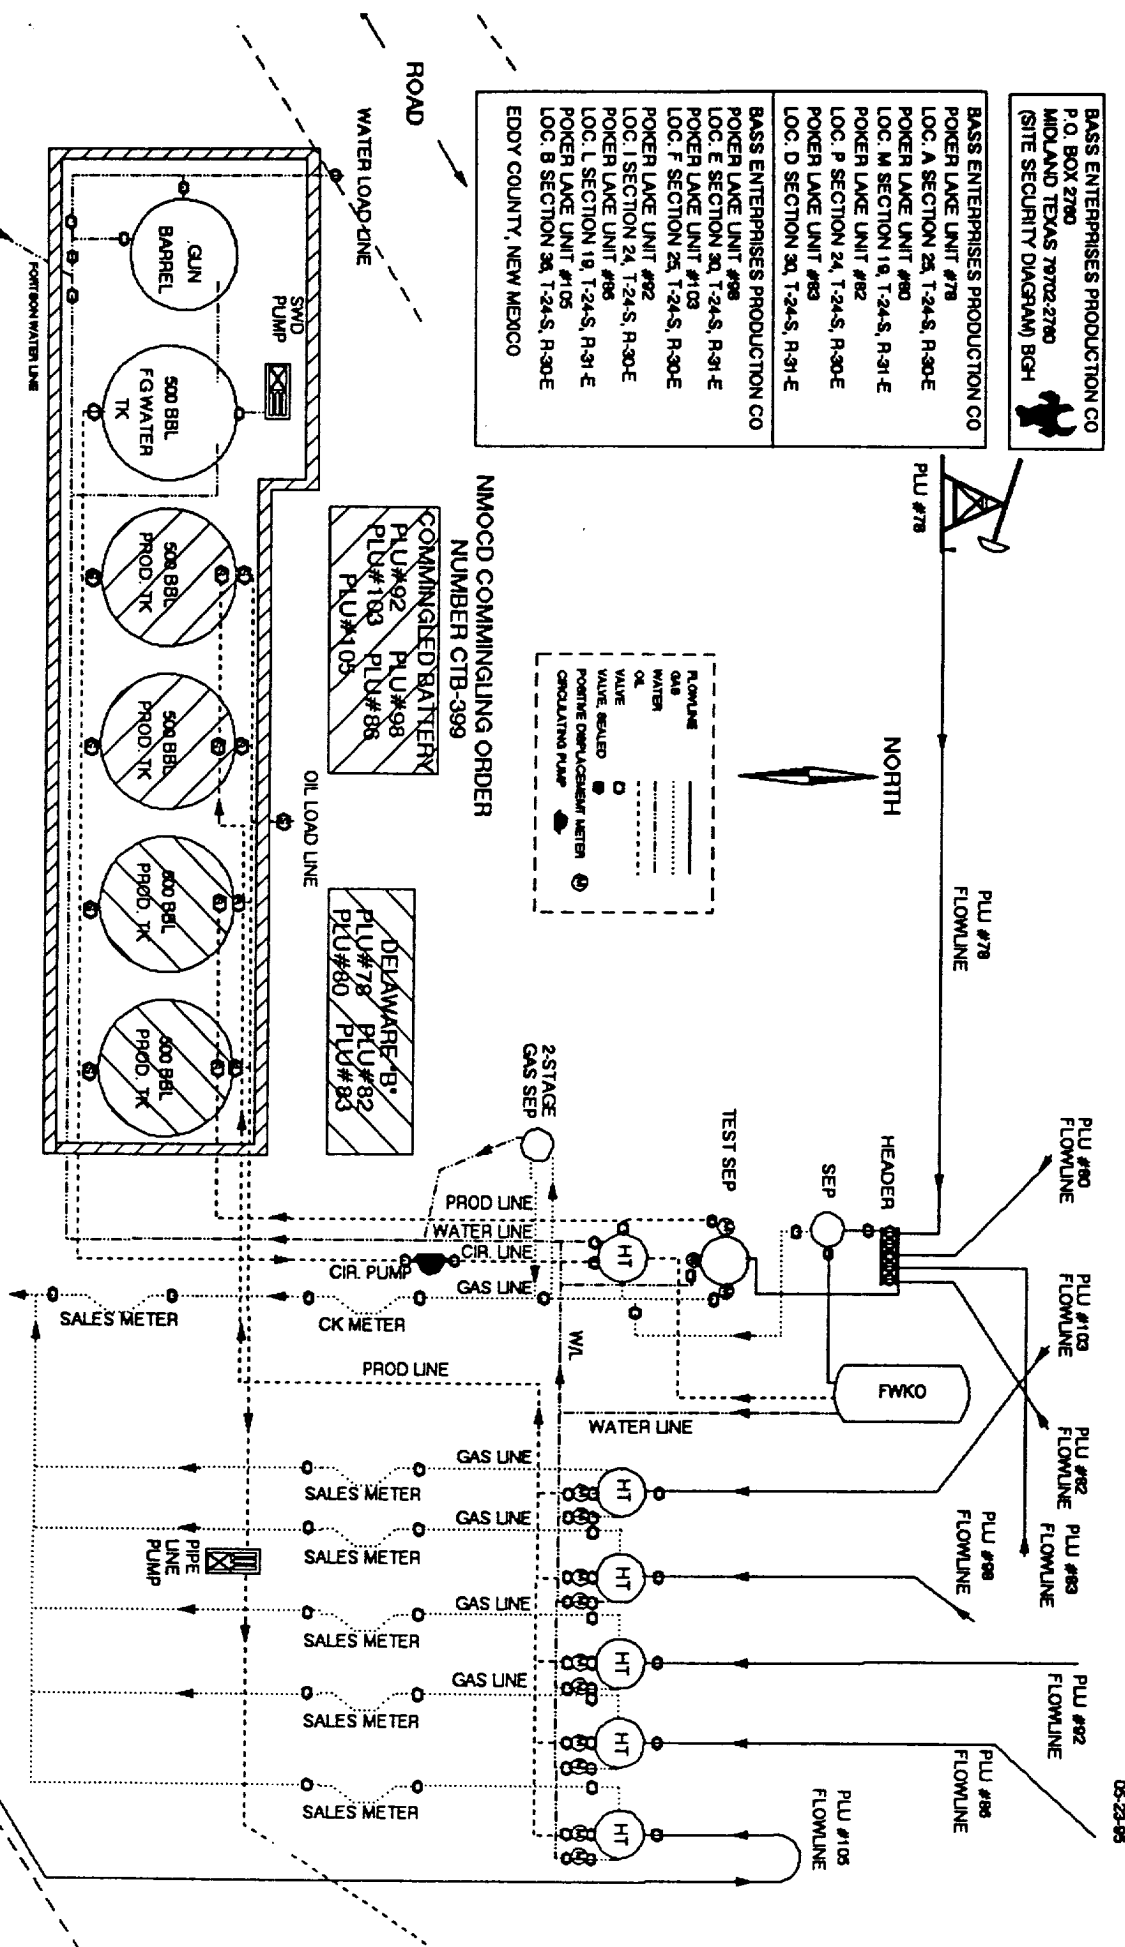 05-23-95
BASS ENTERPRISES PRODUCTION CO
P.O. BOX 2760
MIDLAND TEXAS 79702-2760
(SITE SECURITY DIAGRAM) BGH
BASS ENTERPRISES PRODUCTION CO
POKER LAKE UNIT #78
LOC. A SECTION 25, T-24-S, R-30-E
POKER LAKE UNIT #80
LOC. M SECTION 19, T-24-S, R-31-E
POKER LAKE UNIT #82
LOC. P SECTION 24, T-24-S, R-30-E
POKER LAKE UNIT #83
LOC. D SECTION 30, T-24-S, R-31-E
BASS ENTERPRISES PRODUCTION CO
POKER LAKE UNIT #98
LOC. E SECTION 30, T-24-S, R-31-E
POKER LAKE UNIT #103
LOC. F SECTION 25, T-24-S, R-30-E
POKER LAKE UNIT #92
LOC. I SECTION 24, T-24-S, R-30-E
POKER LAKE UNIT #86
LOC. L SECTION 19, T-24-S, R-31-E
POKER LAKE UNIT #105
LOC. B SECTION 36, T-24-S, R-30-E
EDDY COUNTY, NEW MEXICO
ROAD
PLU #78
NORTH
PLU #78
FLOWLINE
PLU #80
FLOWLINE
PLU #103
FLOWLINE
PLU #82
FLOWLINE
PLU #83
FLOWLINE
PLU #98
FLOWLINE
PLU #92
FLOWLINE
PLU #86
FLOWLINE
PLU #105
FLOWLINE
HEADER
SEP
TEST SEP
FWKO
FLOWLINE
GAS
WATER
OIL
VALVE
VALVE, SEALED
POSITIVE DISPLACEMENT METER
M
CIRCULATING PUMP
NMOCD COMMINGLING ORDER
NUMBER CTB-399
COMMINGLED BATTERY
PLU#92 PLU#98
PLU#103 PLU#86
PLU#105
DELAWARE "B"
PLU#78 PLU#82
PLU#80 PLU#83
2-STAGE
GAS SEP
HT
HT
HT
HT
HT
HT
W/L
WATER LINE
PROD LINE
WATER LINE
CIR. LINE
CIR. PUMP
GAS LINE
CK METER
SALES METER
PROD LINE
GAS LINE
SALES METER
GAS LINE
SALES METER
GAS LINE
SALES METER
GAS LINE
SALES METER
SALES METER
PIPE
LINE
PUMP
WATER LOAD LINE
OIL LOAD LINE
SWD
PUMP
GUN
BARREL
500 BBL
FGWATER
TK
500 BBL
PROD. TK
500 BBL
PROD. TK
500 BBL
PROD. TK
500 BBL
PROD. TK
FORTSON WATER LINE